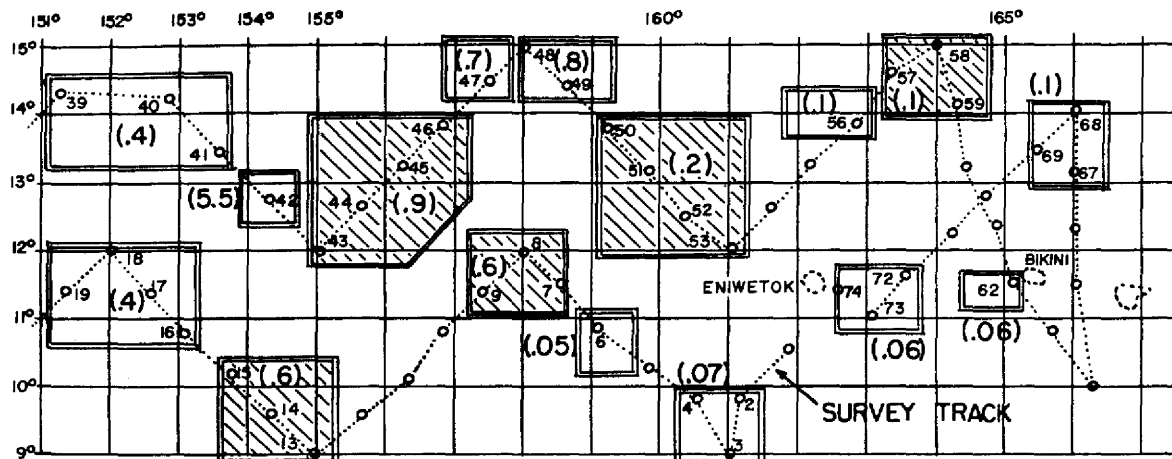 151° 152° 153° 154° 155° 160° 165°
15° 48 58
(.7) (.8) 57
47 49 (.1)
14° 39 40 (.1) (.1) 59
(.4) 46 50 56 68
41 45 51 (.2) 69
13° 67
(5.5) 42 44 (.9) 52
12° 18 43 8 53
(.6) BIKINI
19 17 9 7 ENIWETOK 74 72 62
(.4) 73
11° 16 6
(.05) (.06) (.06)
15 (.6) (.07)
10° 14 4 2 SURVEY TRACK
13
9° 3